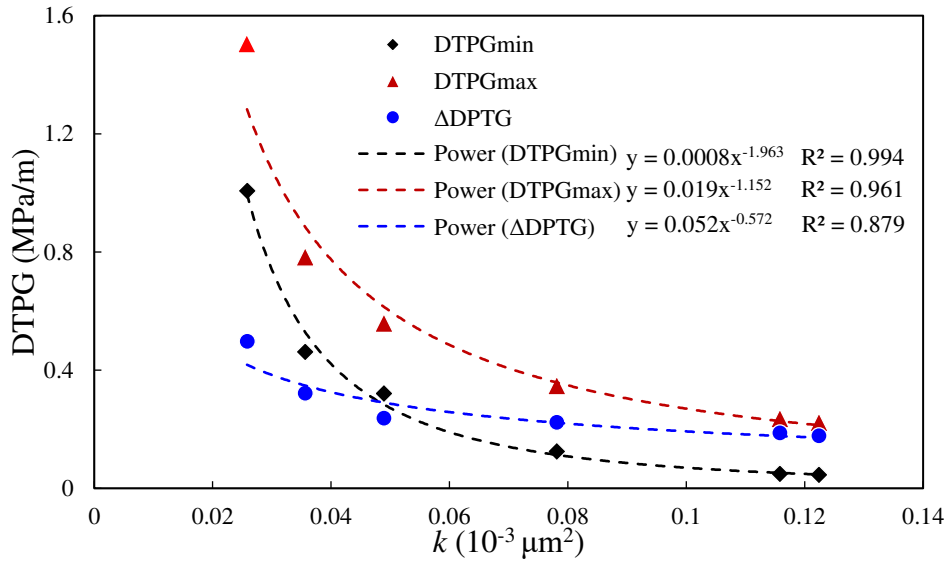 1.6
1.2
0.8
0.4
0
DTPG (MPa/m)
DTPGmin
DTPGmax
ΔDPTG
Power (DTPGmin) y = 0.0008x^-1.963 R² = 0.994
Power (DTPGmax) y = 0.019x^-1.152 R² = 0.961
Power (ΔDPTG) y = 0.052x^-0.572 R² = 0.879
0 0.02 0.04 0.06 0.08 0.1 0.12 0.14
k (10^-3 μm²)